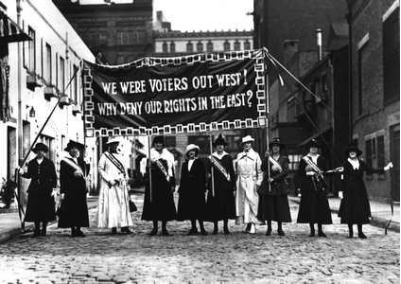 WE WERE VOTERS OUT WEST!
WHY DENY OUR RIGHTS IN THE EAST?